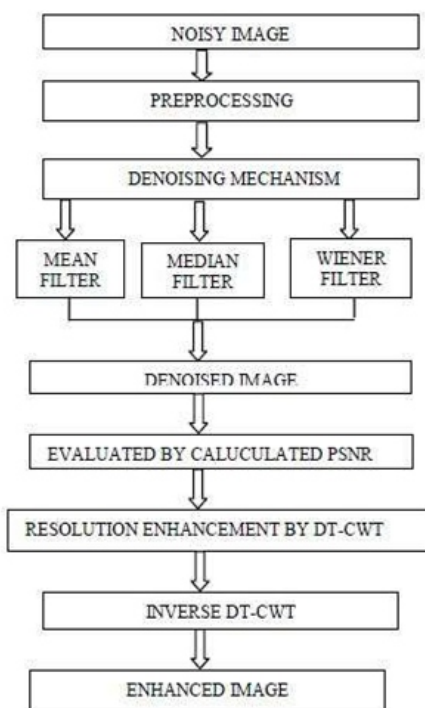 NOISY IMAGE
PREPROCESSING
DENOISING MECHANISM
MEAN
FILTER
MEDIAN
FILTER
WIENER
FILTER
DENOISED IMAGE
EVALUATED BY CALUCULATED PSNR
RESOLUTION ENHANCEMENT BY DT-CWT
INVERSE DT-CWT
ENHANCED IMAGE